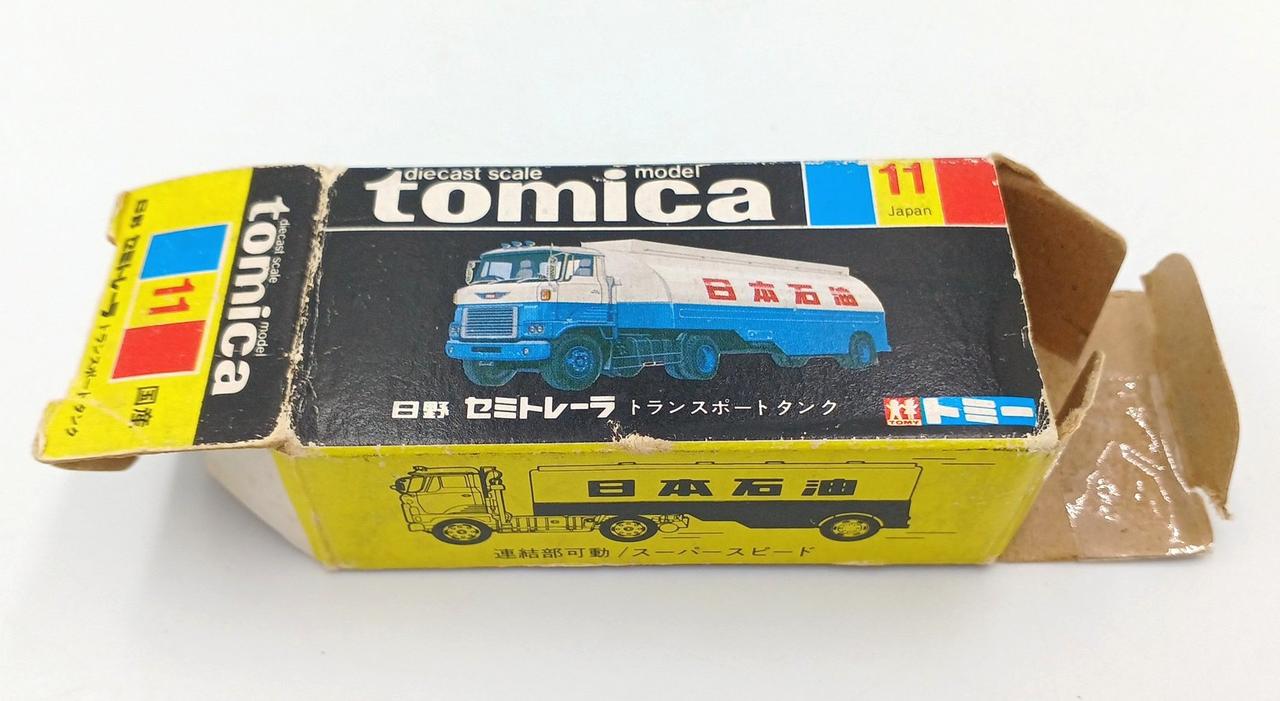 diecast scale model
tomica
11
Japan
日本石油
日野 セミトレーラ トランスポートタンク
TOMY
トミー
日本石油
連結部可動/スーパースピード
diecast scale model
tomica
11
国産
日野 セミトレーラ トランスポートタンク